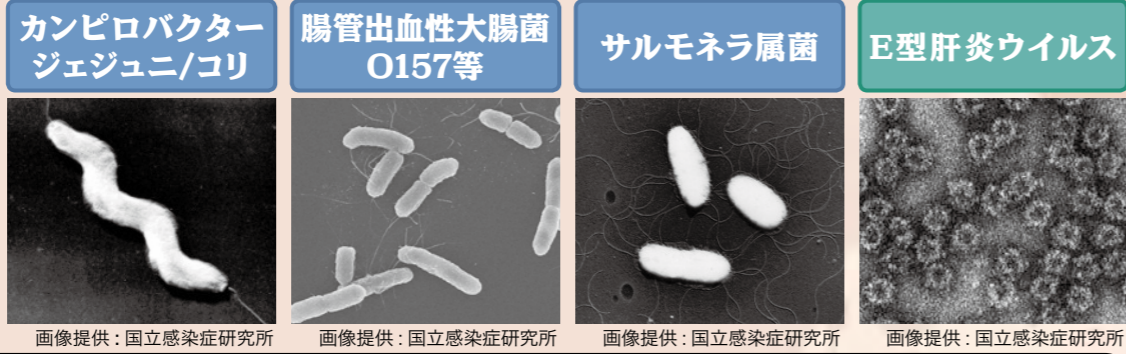 カンピロバクター
ジェジュニ/コリ
腸管出血性大腸菌
O157等
サルモネラ属菌
E型肝炎ウイルス
画像提供 : 国立感染症研究所
画像提供 : 国立感染症研究所
画像提供 : 国立感染症研究所
画像提供 : 国立感染症研究所